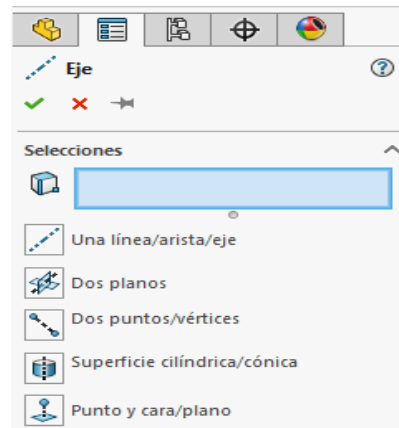 Eje
Selecciones
Una línea/arista/eje
Dos planos
Dos puntos/vértices
Superficie cilíndrica/cónica
Punto y cara/plano